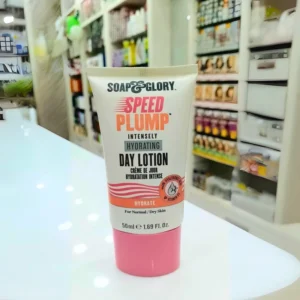 SOAP&GLORY
SPEED
PLUMP™
INTENSELY
HYDRATING
DAY LOTION
CRÈME DE JOUR
HYDRATATION INTENSE
HYDRATE
For Normal/Dry Skin
50ml e 1.69 fl. Oz.